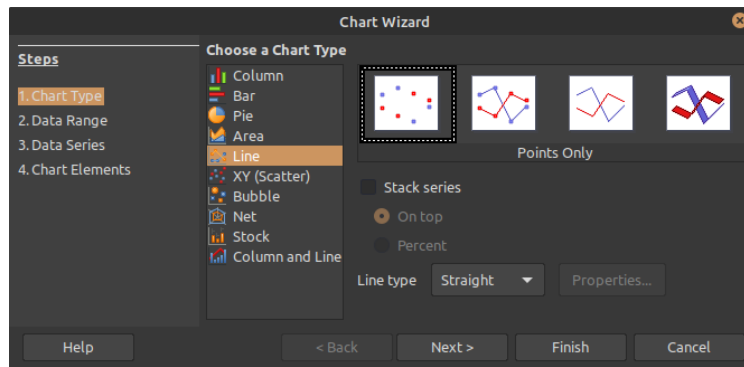 Chart Wizard
Steps
1. Chart Type
2. Data Range
3. Data Series
4. Chart Elements
Choose a Chart Type
Column
Bar
Pie
Area
Line
XY (Scatter)
Bubble
Net
Stock
Column and Line
Points Only
Stack series
On top
Percent
Line type Straight Properties...
Help < Back Next > Finish Cancel